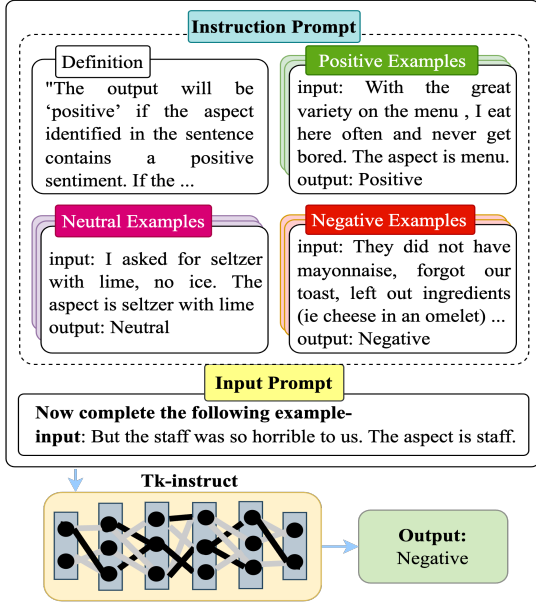 Instruction Prompt
Definition
"The output will be
‘positive’ if the aspect
identified in the sentence
contains a positive
sentiment. If the ...
Positive Examples
input: With the great
variety on the menu , I eat
here often and never get
bored. The aspect is menu.
output: Positive
Neutral Examples
input: I asked for seltzer
with lime, no ice. The
aspect is seltzer with lime
output: Neutral
Negative Examples
input: They did not have
mayonnaise, forgot our
toast, left out ingredients
(ie cheese in an omelet) ...
output: Negative
Input Prompt
Now complete the following example-
input: But the staff was so horrible to us. The aspect is staff.
Tk-instruct
Output:
Negative